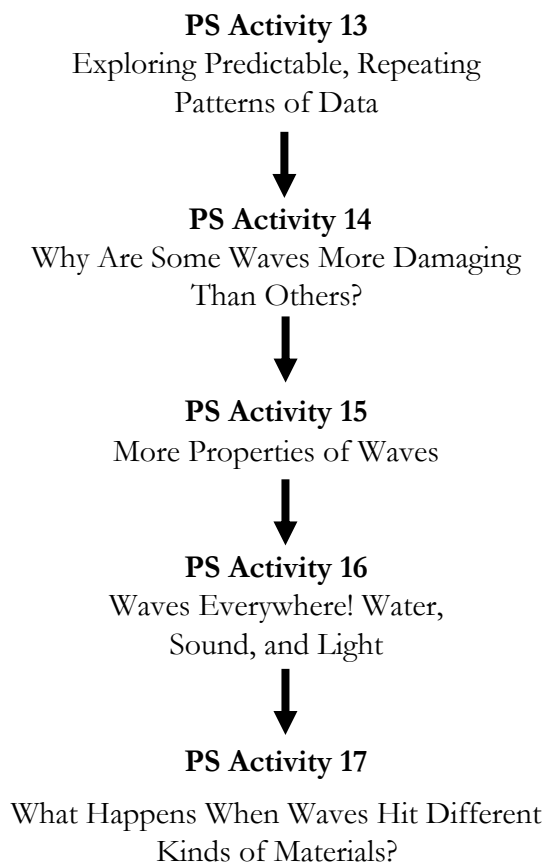 PS Activity 13
Exploring Predictable, Repeating
Patterns of Data
PS Activity 14
Why Are Some Waves More Damaging
Than Others?
PS Activity 15
More Properties of Waves
PS Activity 16
Waves Everywhere! Water,
Sound, and Light
PS Activity 17
What Happens When Waves Hit Different
Kinds of Materials?